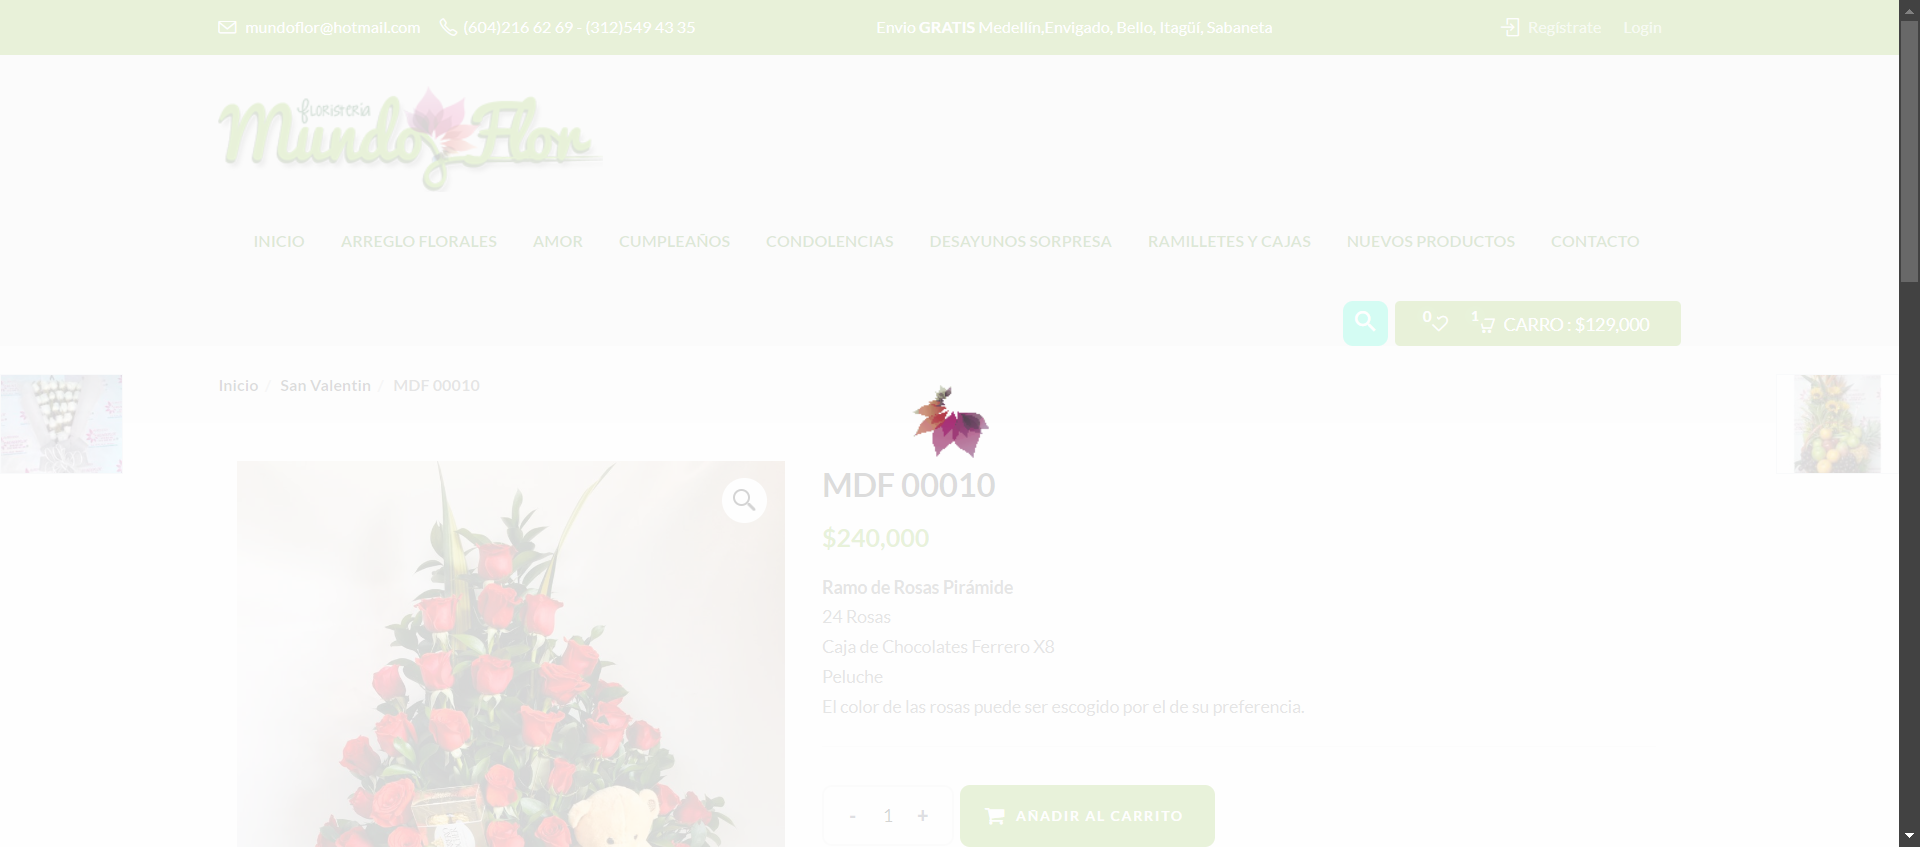 mundoflor@hotmail.com (604)216 62 69 - (312)549 43 35 Envio GRATIS Medellín,Envigado, Bello, Itagüi, Sabaneta Registrate Login
floristería
Mundo Flor
INICIO ARREGLO FLORALES AMOR CUMPLEAÑOS CONDOLENCIAS DESAYUNOS SORPRESA RAMILLETES Y CAJAS NUEVOS PRODUCTOS CONTACTO
0 1 CARRO : $129,000
Inicio / San Valentin / MDF 00010
MDF 00010
$240,000
Ramo de Rosas Pirámide
24 Rosas
Caja de Chocolates Ferrero X8
Peluche
El color de las rosas puede ser escogido por el de su preferencia.
- 1 + AÑADIR AL CARRITO